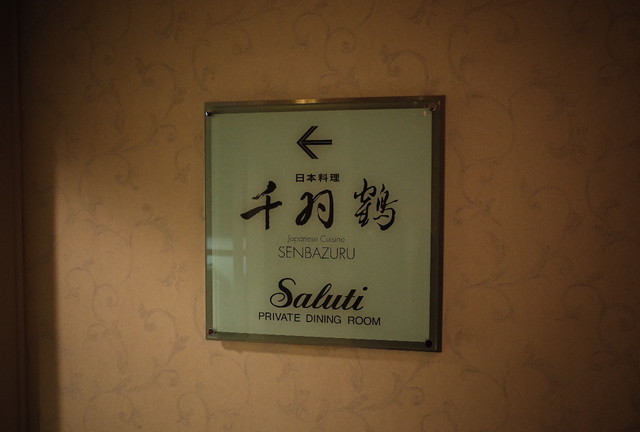 日本料理
千羽鶴
Japanese Cuisine
SENBAZURU
Saluti
PRIVATE DINING ROOM